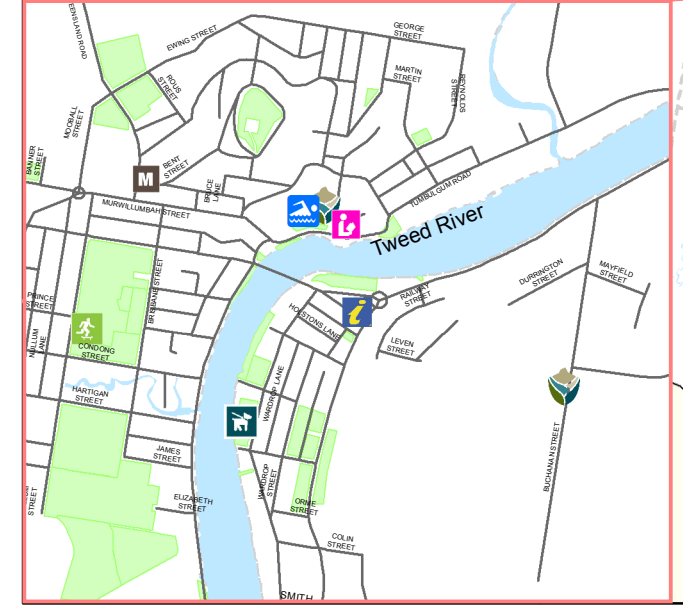 GEORGE
STREET
EWING STREET
MARTIN
STREET
REYNOLDS
STREET
ROUS
STREET
MOOBALL
STREET
BANNER
STREET
BENT
STREET
M
BRUCE
LANE
TUMBULGUM ROAD
MURWILLUMBAH STREET
Tweed River
BRISBANE STREET
DURRINGTON
STREET
MAYFIELD
STREET
RAILWAY
STREET
PRINCE
STREET
HOLSTONS LANE
i
NULLUM
LANE
CONDONG
STREET
LEVEN
STREET
HARTIGAN
STREET
WARDROP LANE
BUCHANAN STREET
JAMES
STREET
WARDROP
STREET
STREET
ELIZABETH
STREET
ORME
STREET
COLIN
STREET
SMITH